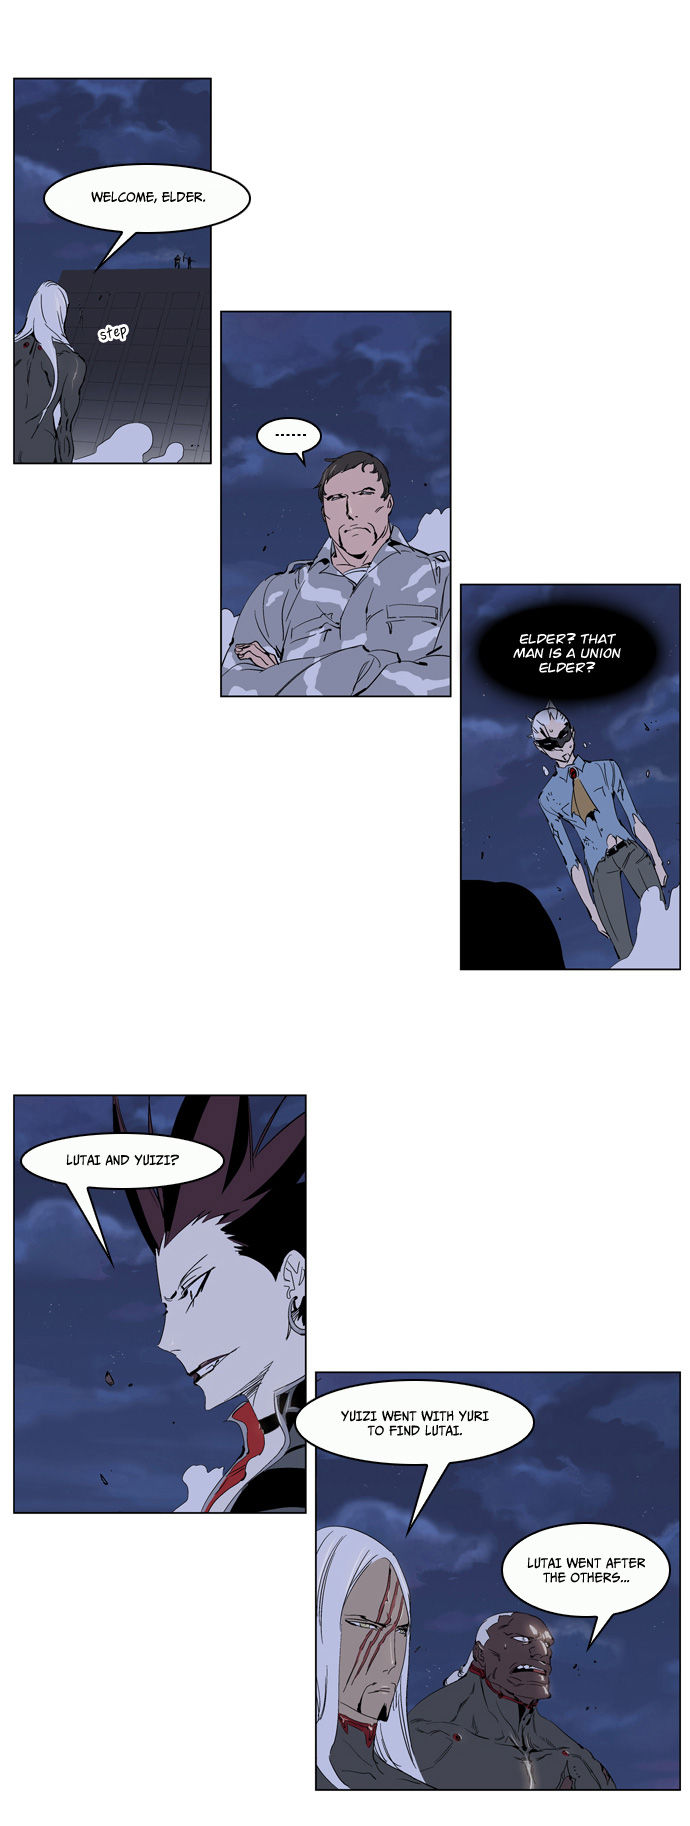 WELCOME, ELDER.
step
------
ELDER? THAT
MAN IS A UNION
ELDER?
LUTAI AND YUIZI?
YUIZI WENT WITH YURI
TO FIND LUTAI.
LUTAI WENT AFTER
THE OTHERS...